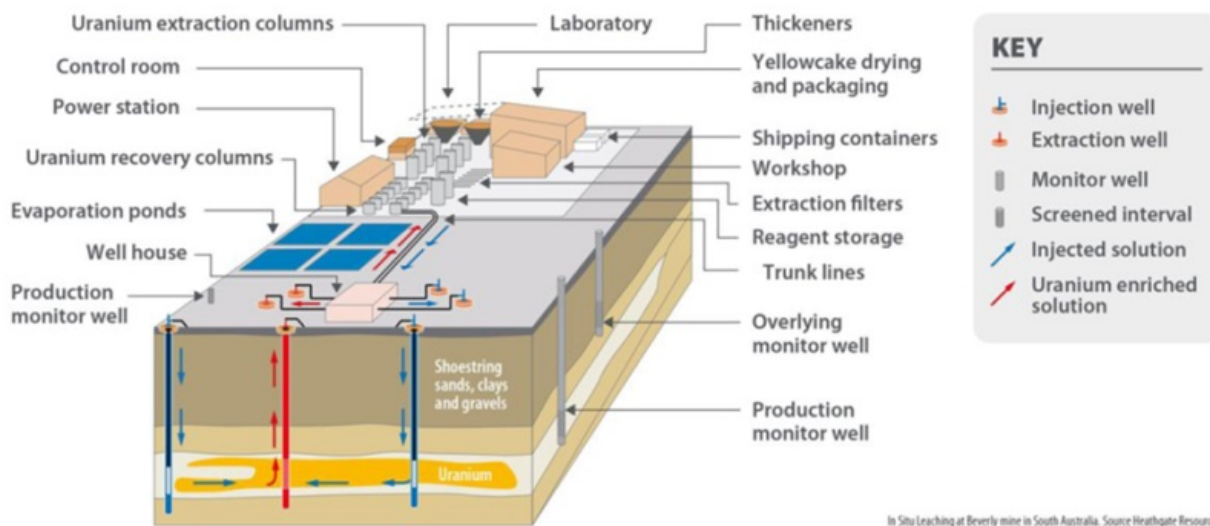 Uranium extraction columns
Laboratory
Thickeners
Control room
Yellowcake drying
and packaging
Power station
Shipping containers
Uranium recovery columns
Workshop
Evaporation ponds
Extraction filters
Reagent storage
Well house
Trunk lines
Production
monitor well
Overlying
monitor well
Shoestring
sands, clays
and gravels
Production
monitor well
Uranium
KEY
Injection well
Extraction well
Monitor well
Screened interval
Injected solution
Uranium enriched
solution
In Situ Leaching at Beverly mine in South Australia. Source Heathgate Resour